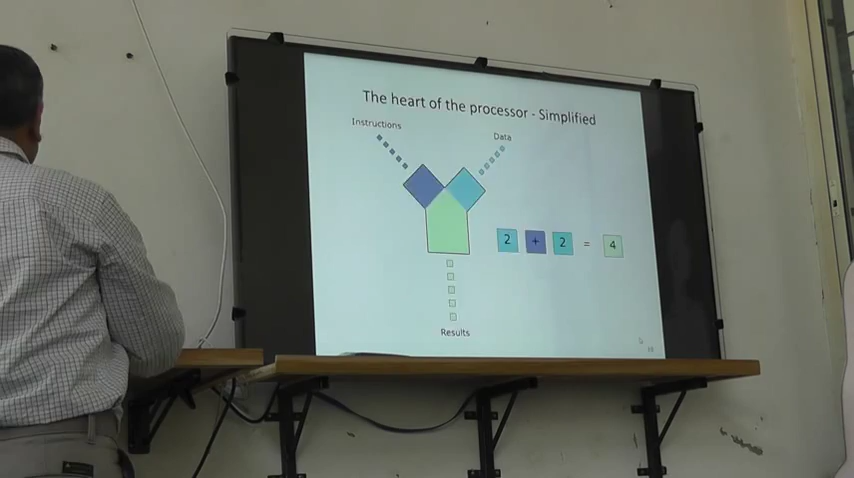 The heart of the processor - Simplified
Instructions
Data
2 + 2 = 4
Results